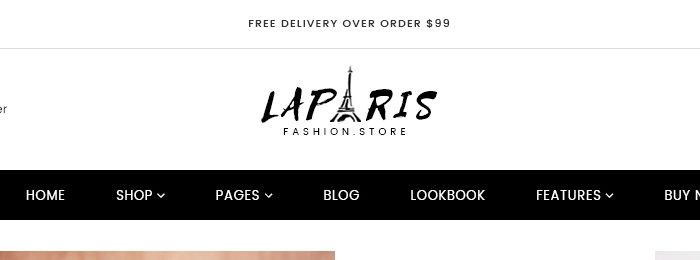 FREE DELIVERY OVER ORDER $99
er
LAPARIS
FASHION.STORE
HOME SHOP PAGES BLOG LOOKBOOK FEATURES BUY